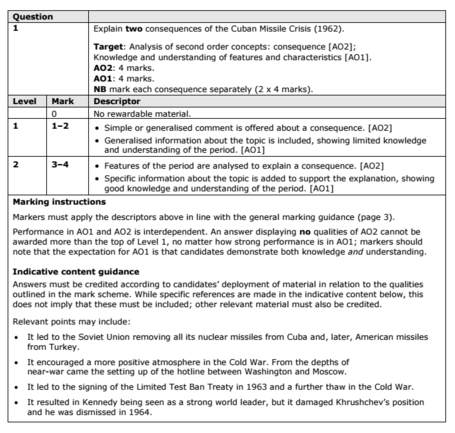 Question
1 Explain two consequences of the Cuban Missile Crisis (1962).
Target: Analysis of second order concepts: consequence [AO2];
Knowledge and understanding of features and characteristics [AO1].
AO2: 4 marks.
AO1: 4 marks.
NB mark each consequence separately (2 x 4 marks).
Level Mark Descriptor
0 No rewardable material.
1 1–2 • Simple or generalised comment is offered about a consequence. [AO2]
• Generalised information about the topic is included, showing limited knowledge
and understanding of the period. [AO1]
2 3–4 • Features of the period are analysed to explain a consequence. [AO2]
• Specific information about the topic is added to support the explanation, showing
good knowledge and understanding of the period. [AO1]
Marking instructions
Markers must apply the descriptors above in line with the general marking guidance (page 3).
Performance in AO1 and AO2 is interdependent. An answer displaying no qualities of AO2 cannot be
awarded more than the top of Level 1, no matter how strong performance is in AO1; markers should
note that the expectation for AO1 is that candidates demonstrate both knowledge and understanding.
Indicative content guidance
Answers must be credited according to candidates' deployment of material in relation to the qualities
outlined in the mark scheme. While specific references are made in the indicative content below, this
does not imply that these must be included; other relevant material must also be credited.
Relevant points may include:
• It led to the Soviet Union removing all its nuclear missiles from Cuba and, later, American missiles
from Turkey.
• It encouraged a more positive atmosphere in the Cold War. From the depths of
near-war came the setting up of the hotline between Washington and Moscow.
• It led to the signing of the Limited Test Ban Treaty in 1963 and a further thaw in the Cold War.
• It resulted in Kennedy being seen as a strong world leader, but it damaged Khrushchev's position
and he was dismissed in 1964.